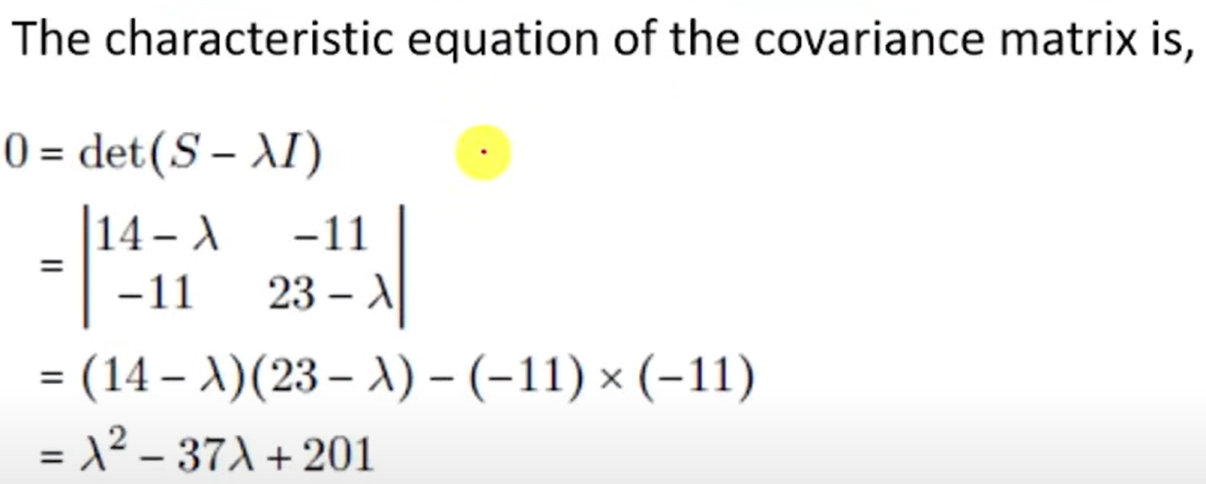 The characteristic equation of the covariance matrix is,
0 = det(S − λI)
= |14 − λ   −11|
|−11   23 − λ|
= (14 − λ)(23 − λ) − (−11) × (−11)
= λ² − 37λ + 201